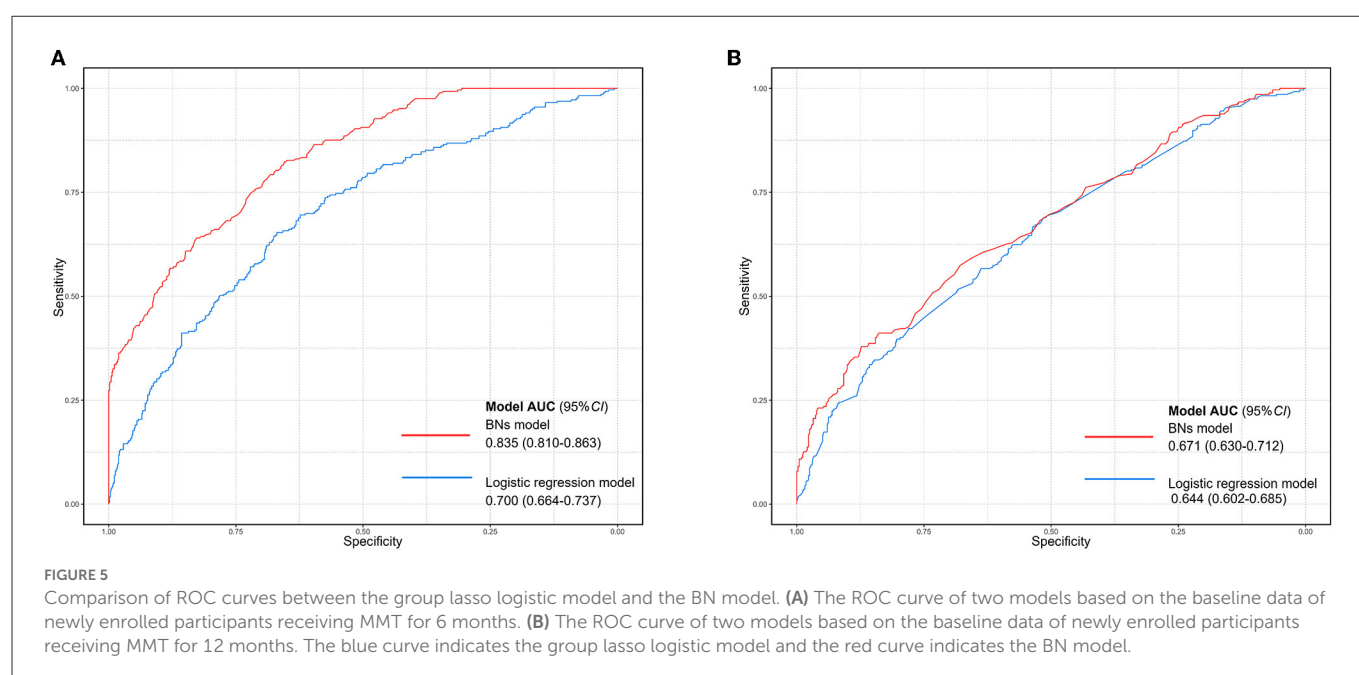 A
1.00
0.75
0.50
0.25
0.00
Sensitivity
1.00
0.75
0.50
0.25
0.00
Specificity
Model AUC (95%CI)
BNs model
0.835 (0.810-0.863)
Logistic regression model
0.700 (0.664-0.737)
B
1.00
0.75
0.50
0.25
0.00
Sensitivity
1.00
0.75
0.50
0.25
0.00
Specificity
Model AUC (95%CI)
BNs model
0.671 (0.630-0.712)
Logistic regression model
0.644 (0.602-0.685)
FIGURE 5
Comparison of ROC curves between the group lasso logistic model and the BN model. (A) The ROC curve of two models based on the baseline data of
newly enrolled participants receiving MMT for 6 months. (B) The ROC curve of two models based on the baseline data of newly enrolled participants
receiving MMT for 12 months. The blue curve indicates the group lasso logistic model and the red curve indicates the BN model.